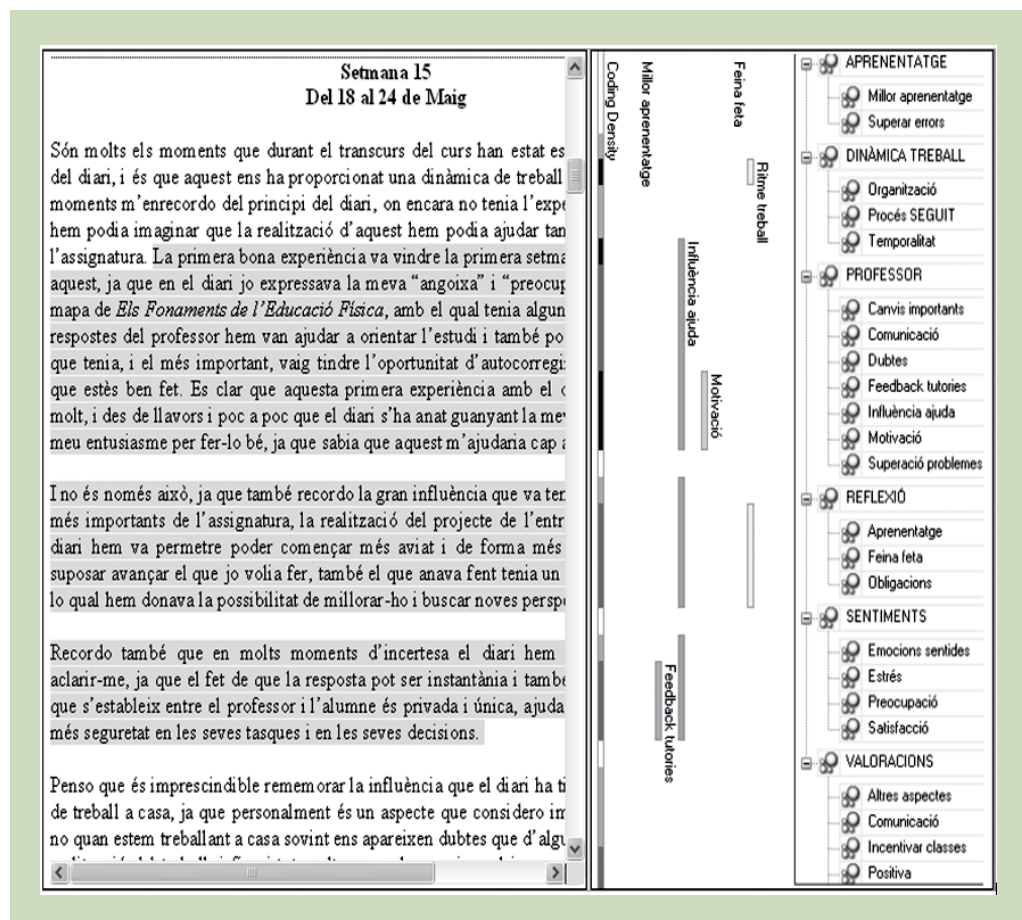 Setmana 15
Del 18 al 24 de Maig
Són molts els moments que durant el transcurs del curs han estat es
del diari, i és que aquest ens ha proporcionat una dinàmica de treball
moments m'enrecordo del principi del diari, on encara no tenia l'expe
hem podia imaginar que la realització d'aquest hem podia ajudar tan
l'assignatura. La primera bona experiència va vindre la primera setma
aquest, ja que en el diari jo expressava la meva "angoixa" i "preocup
mapa de Els Fonaments de l'Educació Física, amb el qual tenia algun
respostes del professor hem van ajudar a orientar l'estudi i també po
que tenia, i el més important, vaig tindre l'oportunitat d'autocorregi
que estès ben fet. Es clar que aquesta primera experiència amb el
molt, i des de llavors i poc a poc que el diari s'ha anat guanyant la me
meu entusiasme per fer-lo bé, ja que sabia que aquest m'ajudaria cap a
I no és només això, ja que també recordo la gran influència que va ter
més importants de l'assignatura, la realització del projecte de l'entr
diari hem va permetre poder començar més aviat i de forma més
suposar avançar el que jo volia fer, també el que anava fent tenia un
lo qual hem donava la possibilitat de millorar-ho i buscar noves perspe
Recordo també que en molts moments d'incertesa el diari hem
aclarir-me, ja que el fet de que la resposta pot ser instantània i també
que s'estableix entre el professor i l'alumne és privada i única, ajuda
més seguretat en les seves tasques i en les seves decisions.
Penso que és imprescindible rememorar la influència que el diari ha ti
de treball a casa, ja que personalment és un aspecte que considero im
no quan estem treballant a casa sovint ens apareixen dubtes que d'algu
Coding Density
Millor aprenentatge
Feina feta
Ritme treball
Influència ajuda
Motivació
Feedback tutories
APRENENTATGE
Millor aprenentatge
Superar errors
DINÀMICA TREBALL
Organització
Procés SEGUIT
Temporalitat
PROFESSOR
Canvis importants
Comunicació
Dubtes
Feedback tutories
Influència ajuda
Motivació
Superació problemes
REFLEXIÓ
Aprenentatge
Feina feta
Obligacions
SENTIMENTS
Emocions sentides
Estrés
Preocupació
Satisfacció
VALORACIONS
Altres aspectes
Comunicació
Incentivar classes
Positiva